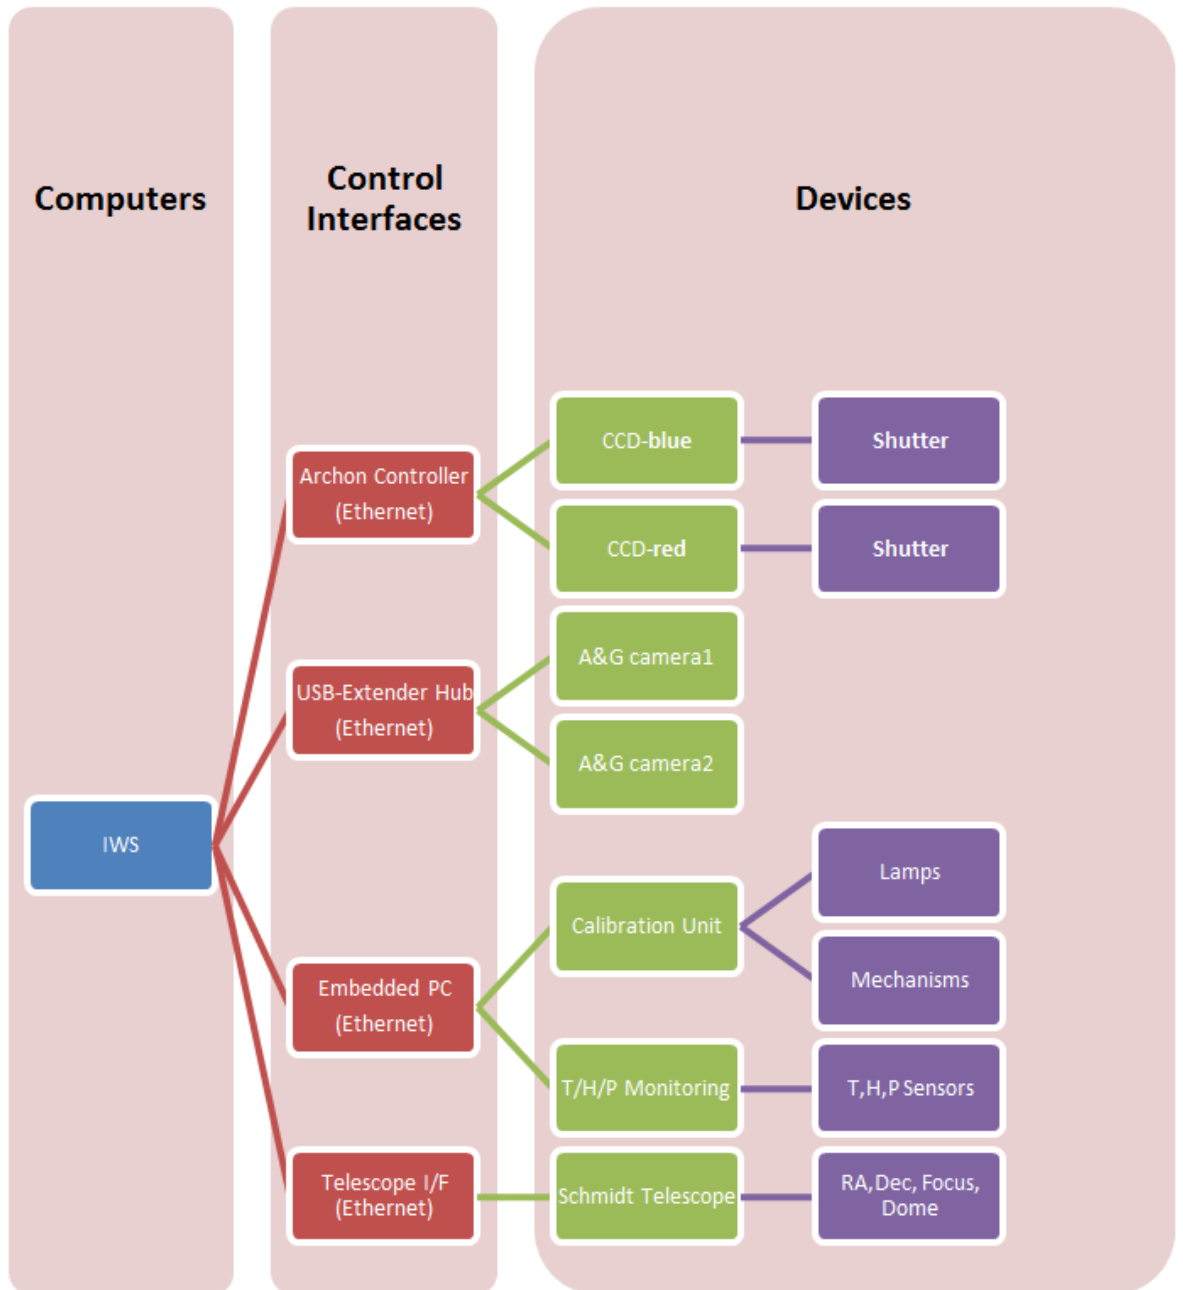 Computers
Control
Interfaces
Devices
IWS
Archon Controller
(Ethernet)
USB-Extender Hub
(Ethernet)
Embedded PC
(Ethernet)
Telescope I/F
(Ethernet)
CCD-blue
CCD-red
A&G camera1
A&G camera2
Calibration Unit
T/H/P Monitoring
Schmidt Telescope
Shutter
Shutter
Lamps
Mechanisms
T,H,P Sensors
RA,Dec, Focus,
Dome